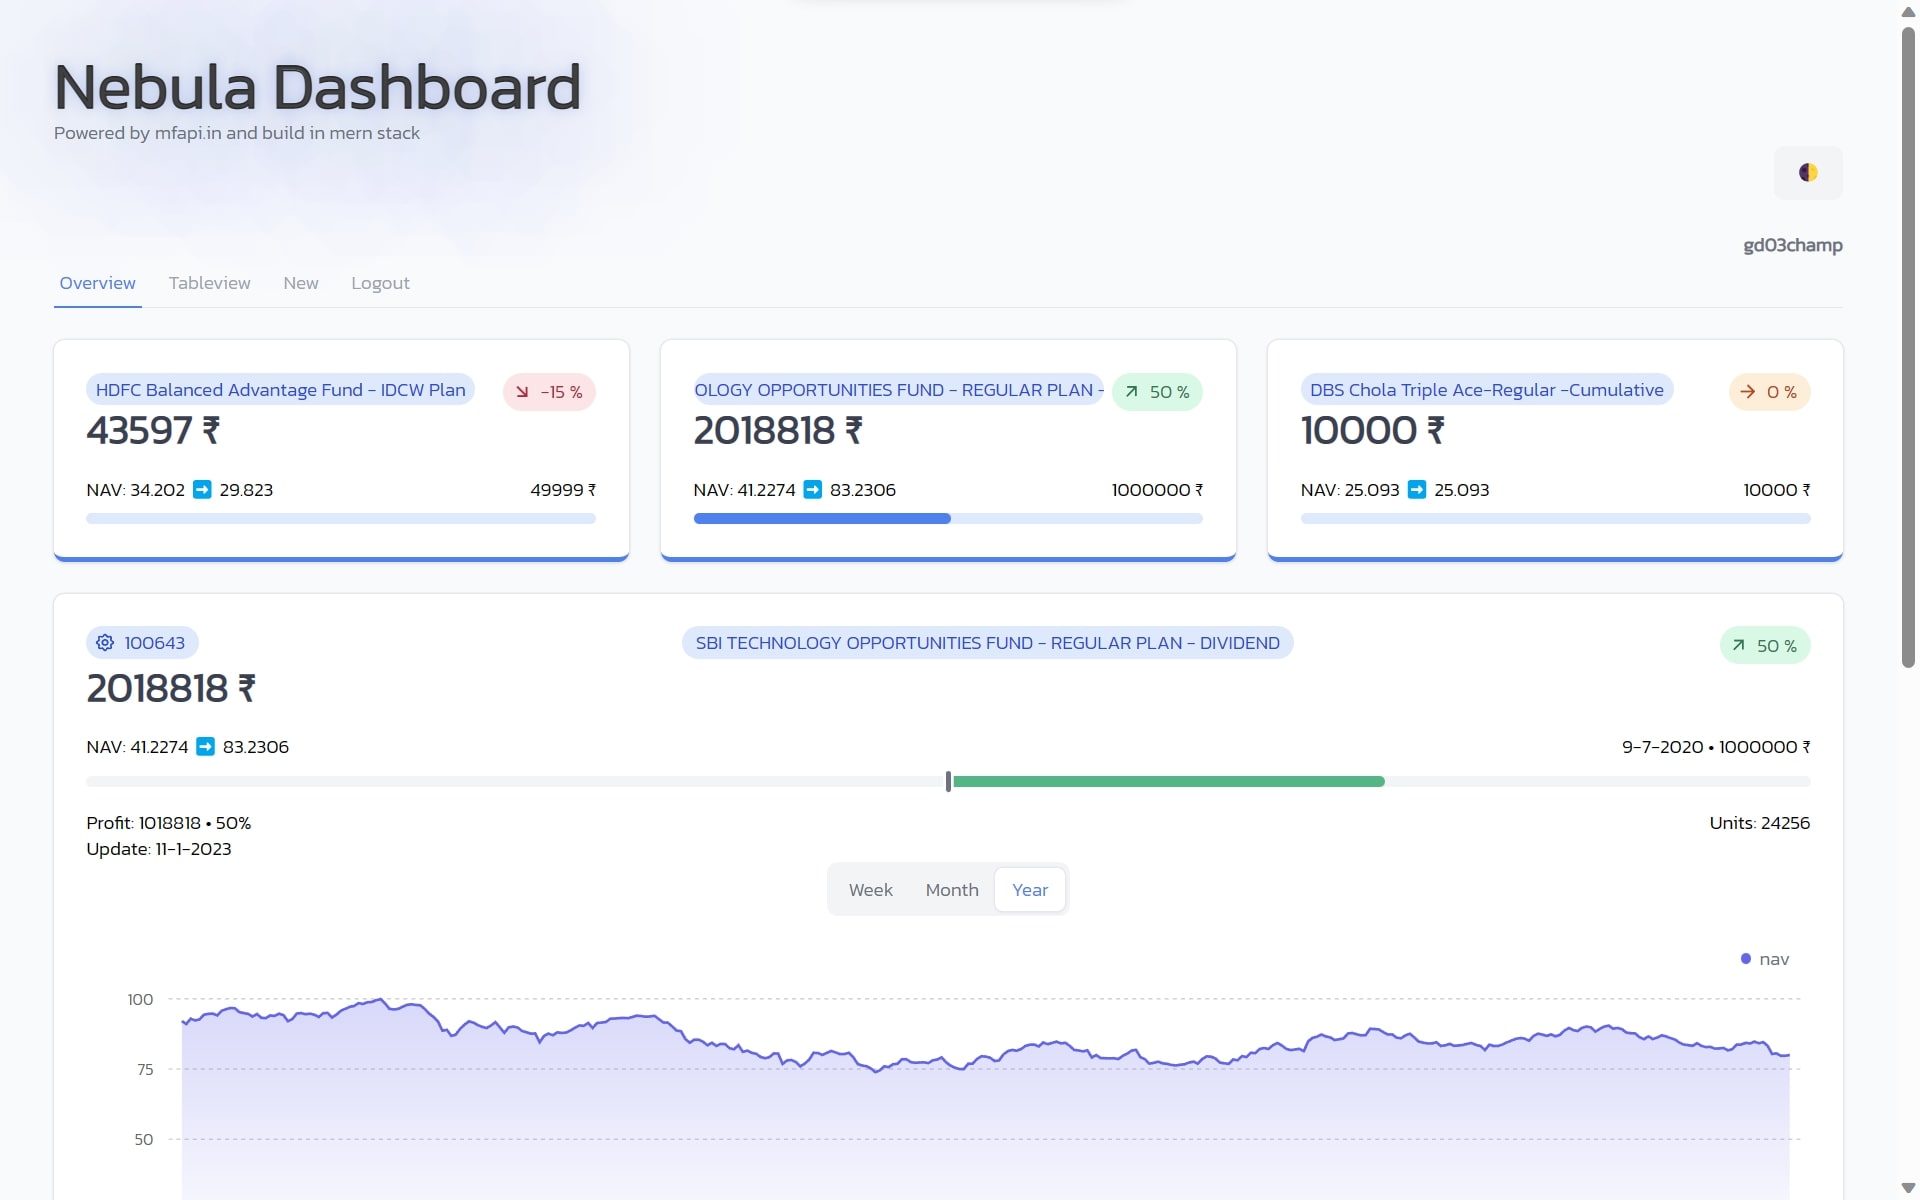 Nebula Dashboard
Powered by mfapi.in and build in mern stack
gd03champ
Overview Tableview New Logout
HDFC Balanced Advantage Fund - IDCW Plan -15 %
43597 ₹
NAV: 34.202 ➡ 29.823 49999 ₹
OLOGY OPPORTUNITIES FUND - REGULAR PLAN - 50 %
2018818 ₹
NAV: 41.2274 ➡ 83.2306 1000000 ₹
DBS Chola Triple Ace-Regular -Cumulative 0 %
10000 ₹
NAV: 25.093 ➡ 25.093 10000 ₹
100643 SBI TECHNOLOGY OPPORTUNITIES FUND - REGULAR PLAN - DIVIDEND 50 %
2018818 ₹
NAV: 41.2274 ➡ 83.2306 9-7-2020 • 1000000 ₹
Profit: 1018818 • 50% Units: 24256
Update: 11-1-2023
Week Month Year
nav
100
75
50